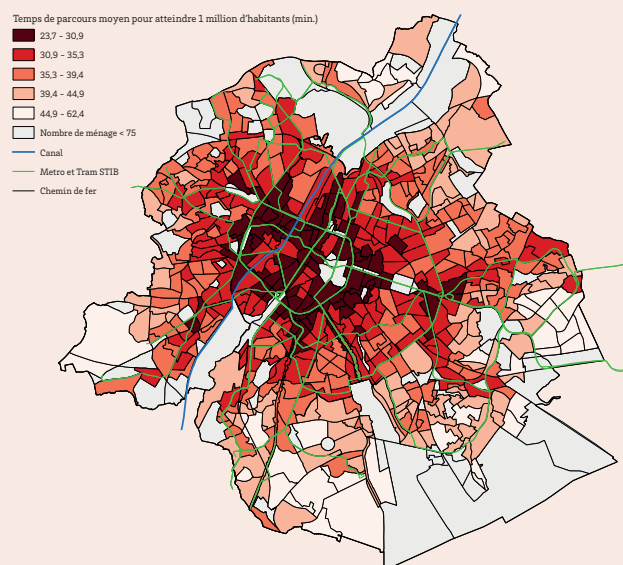 Temps de parcours moyen pour atteindre 1 million d'habitants (min.)
23,7 - 30,9
30,9 - 35,3
35,3 - 39,4
39,4 - 44,9
44,9 - 62,4
Nombre de ménage < 75
Canal
Metro et Tram STIB
Chemin de fer